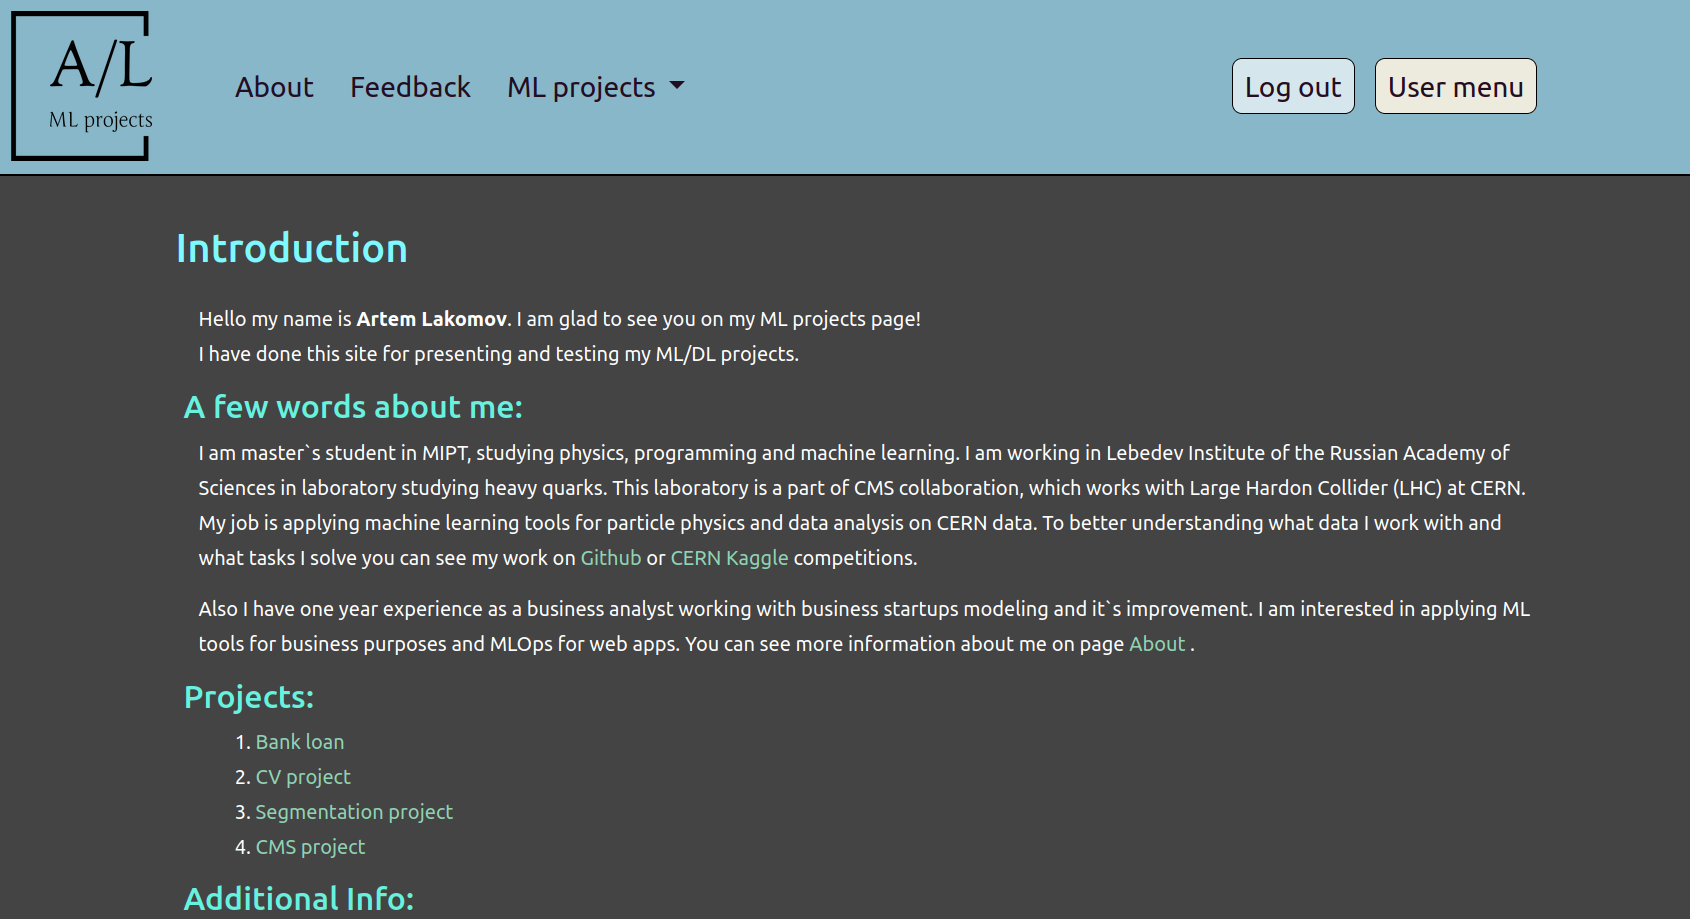 A/L
ML projects
About Feedback ML projects
Log out User menu
Introduction
Hello my name is Artem Lakomov. I am glad to see you on my ML projects page!
I have done this site for presenting and testing my ML/DL projects.
A few words about me:
I am master`s student in MIPT, studying physics, programming and machine learning. I am working in Lebedev Institute of the Russian Academy of
Sciences in laboratory studying heavy quarks. This laboratory is a part of CMS collaboration, which works with Large Hardon Collider (LHC) at CERN.
My job is applying machine learning tools for particle physics and data analysis on CERN data. To better understanding what data I work with and
what tasks I solve you can see my work on Github or CERN Kaggle competitions.
Also I have one year experience as a business analyst working with business startups modeling and it`s improvement. I am interested in applying ML
tools for business purposes and MLOps for web apps. You can see more information about me on page About .
Projects:
1. Bank loan
2. CV project
3. Segmentation project
4. CMS project
Additional Info: